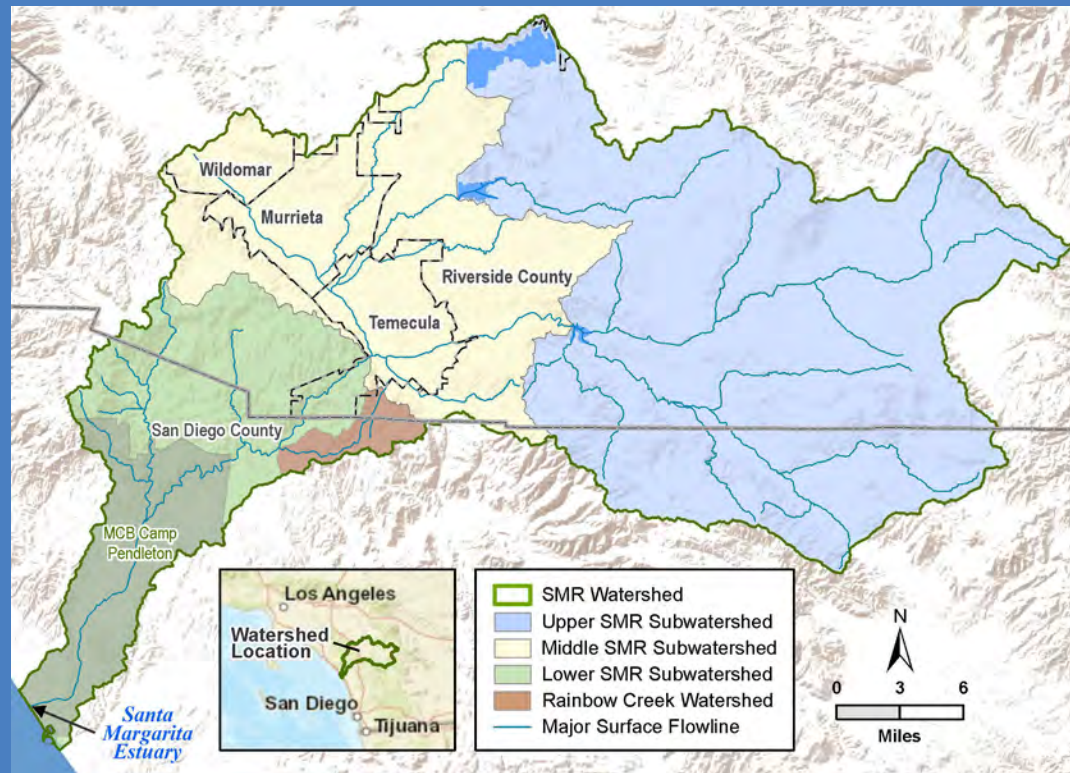 Wildomar
Murrieta
Riverside County
Temecula
San Diego County
MCB Camp
Pendleton
Santa
Margarita
Estuary
Los Angeles
Watershed
Location
San Diego
Tijuana
SMR Watershed
Upper SMR Subwatershed
Middle SMR Subwatershed
Lower SMR Subwatershed
Rainbow Creek Watershed
Major Surface Flowline
N
0 3 6
Miles